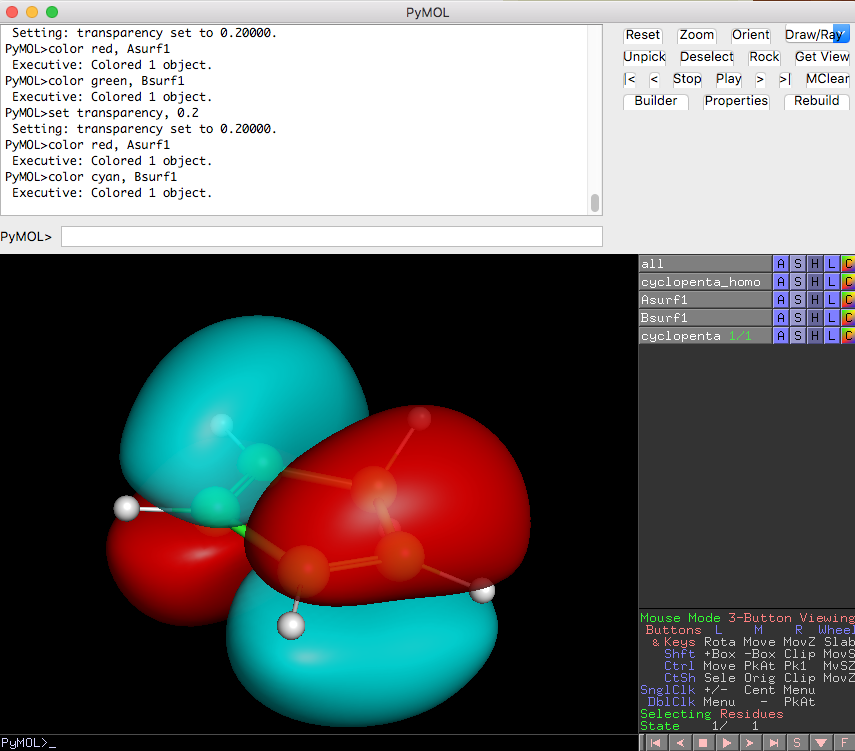 PyMOL
Setting: transparency set to 0.20000.
PyMOL>color red, Asurf1
Executive: Colored 1 object.
PyMOL>color green, Bsurf1
Executive: Colored 1 object.
PyMOL>set transparency, 0.2
Setting: transparency set to 0.20000.
PyMOL>color red, Asurf1
Executive: Colored 1 object.
PyMOL>color cyan, Bsurf1
Executive: Colored 1 object.
PyMOL>
Reset Zoom Orient Draw/Ray
Unpick Deselect Rock Get View
|< < Stop Play > >| MClear
Builder Properties Rebuild
all A S H L C
cyclopenta_homo A S H L C
Asurf1 A S H L C
Bsurf1 A S H L C
cyclopenta 1/1 A S H L C
Mouse Mode 3-Button Viewing
Buttons L M R Wheel
& Keys Rota Move MovZ Slab
Shft +Box -Box Clip MovS
Ctrl Move PkAt Pk1 MvSZ
CtSh Sele Orig Clip MovZ
SnglClk +/- Cent Menu
DblClk Menu - PkAt
Selecting Residues
State 1/ 1
PyMOL>_
S F